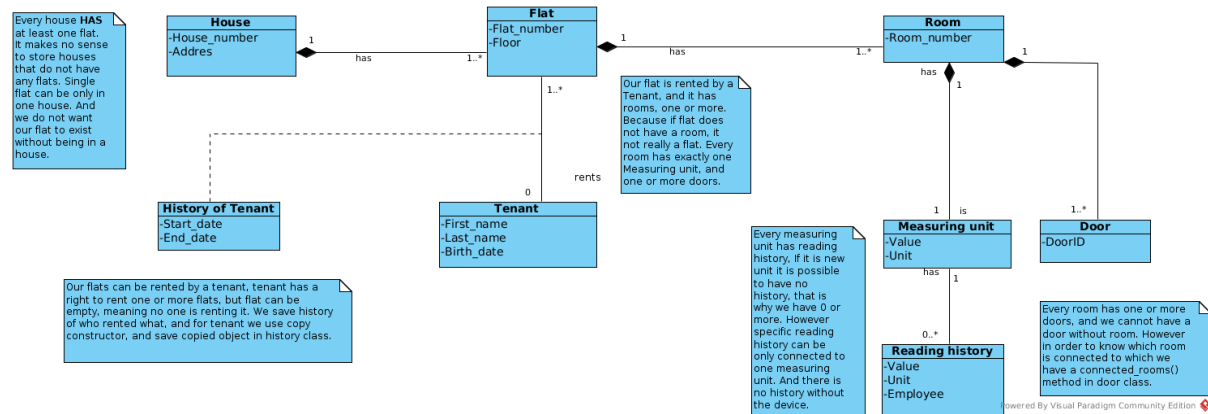 Every house HAS
at least one flat.
It makes no sense
to store houses
that do not have
any flats. Single
flat can be only in
one house. And
we do not want
our flat to exist
without being in a
house.
House
-House_number
-Addres
1
has
1..*
Flat
-Flat_number
-Floor
1
has
1..*
Room
-Room_number
has
1
1
Our flat is rented by a
Tenant, and it has
rooms, one or more.
Because if flat does
not have a room, it
not really a flat. Every
room has exactly one
Measuring unit, and
one or more doors.
1..*
rents
0
History of Tenant
-Start_date
-End_date
Tenant
-First_name
-Last_name
-Birth_date
1
is
1..*
Measuring unit
-Value
-Unit
Door
-DoorID
Every measuring
unit has reading
history, If it is new
unit it is possible
to have no
history, that is
why we have 0 or
more. However
specific reading
history can be
only connected to
one measuring
unit. And there is
no history without
the device.
has
1
0..*
Reading history
-Value
-Unit
-Employee
Our flats can be rented by a tenant, tenant has a
right to rent one or more flats, but flat can be
empty, meaning no one is renting it. We save history
of who rented what, and for tenant we use copy
constructor, and save copied object in history class.
Every room has one or more
doors, and we cannot have a
door without room. However
in order to know which room
is connected to which we
have a connected_rooms()
method in door class.
Powered By Visual Paradigm Community Edition